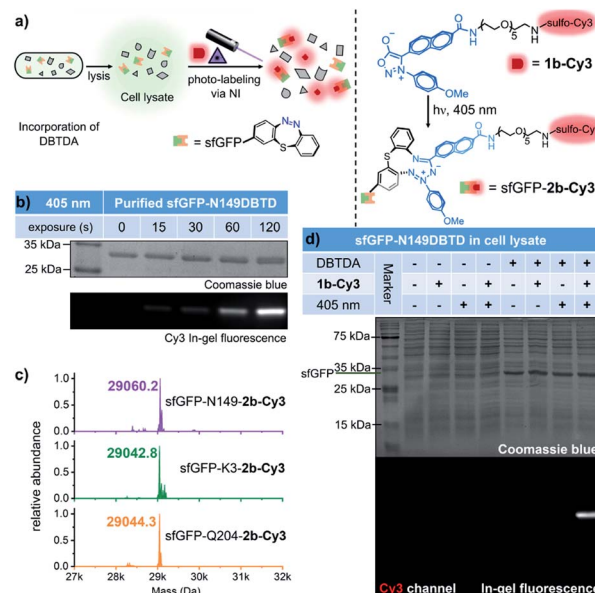 a)
lysis
Cell lysate
photo-labeling
via NI
Incorporation of
DBTDA
= sfGFP
N=N
S
O
O⁻
N
H
O
5
N
H
sulfo-Cy3
OMe
= 1b-Cy3
hν, 405 nm
O
N
H
O
5
N
H
sulfo-Cy
S
N
OMe
= sfGFP-2b-Cy3
b)
405 nm Purified sfGFP-N149DBTD
exposure (s) 0 15 30 60 120
35 kDa
25 kDa
Coomassie blue
Cy3 In-gel fluorescence
c)
relative abundance
1.0
0.5
0.0
29060.2
sfGFP-N149-2b-Cy3
1.0
0.5
0.0
29042.8
sfGFP-K3-2b-Cy3
1.0
0.5
0.0
29044.3
sfGFP-Q204-2b-Cy3
27k 28k 29k 30k 31k 32k
Mass (Da)
d)
sfGFP-N149DBTD in cell lysate
DBTDA - - - - + + + +
1b-Cy3 - + - + - + - +
405 nm - - + + - - + +
Marker
75 kDa
35 kDa
sfGFP
25 kDa
15 kDa
Coomassie blue
Cy3 channel In-gel fluorescence